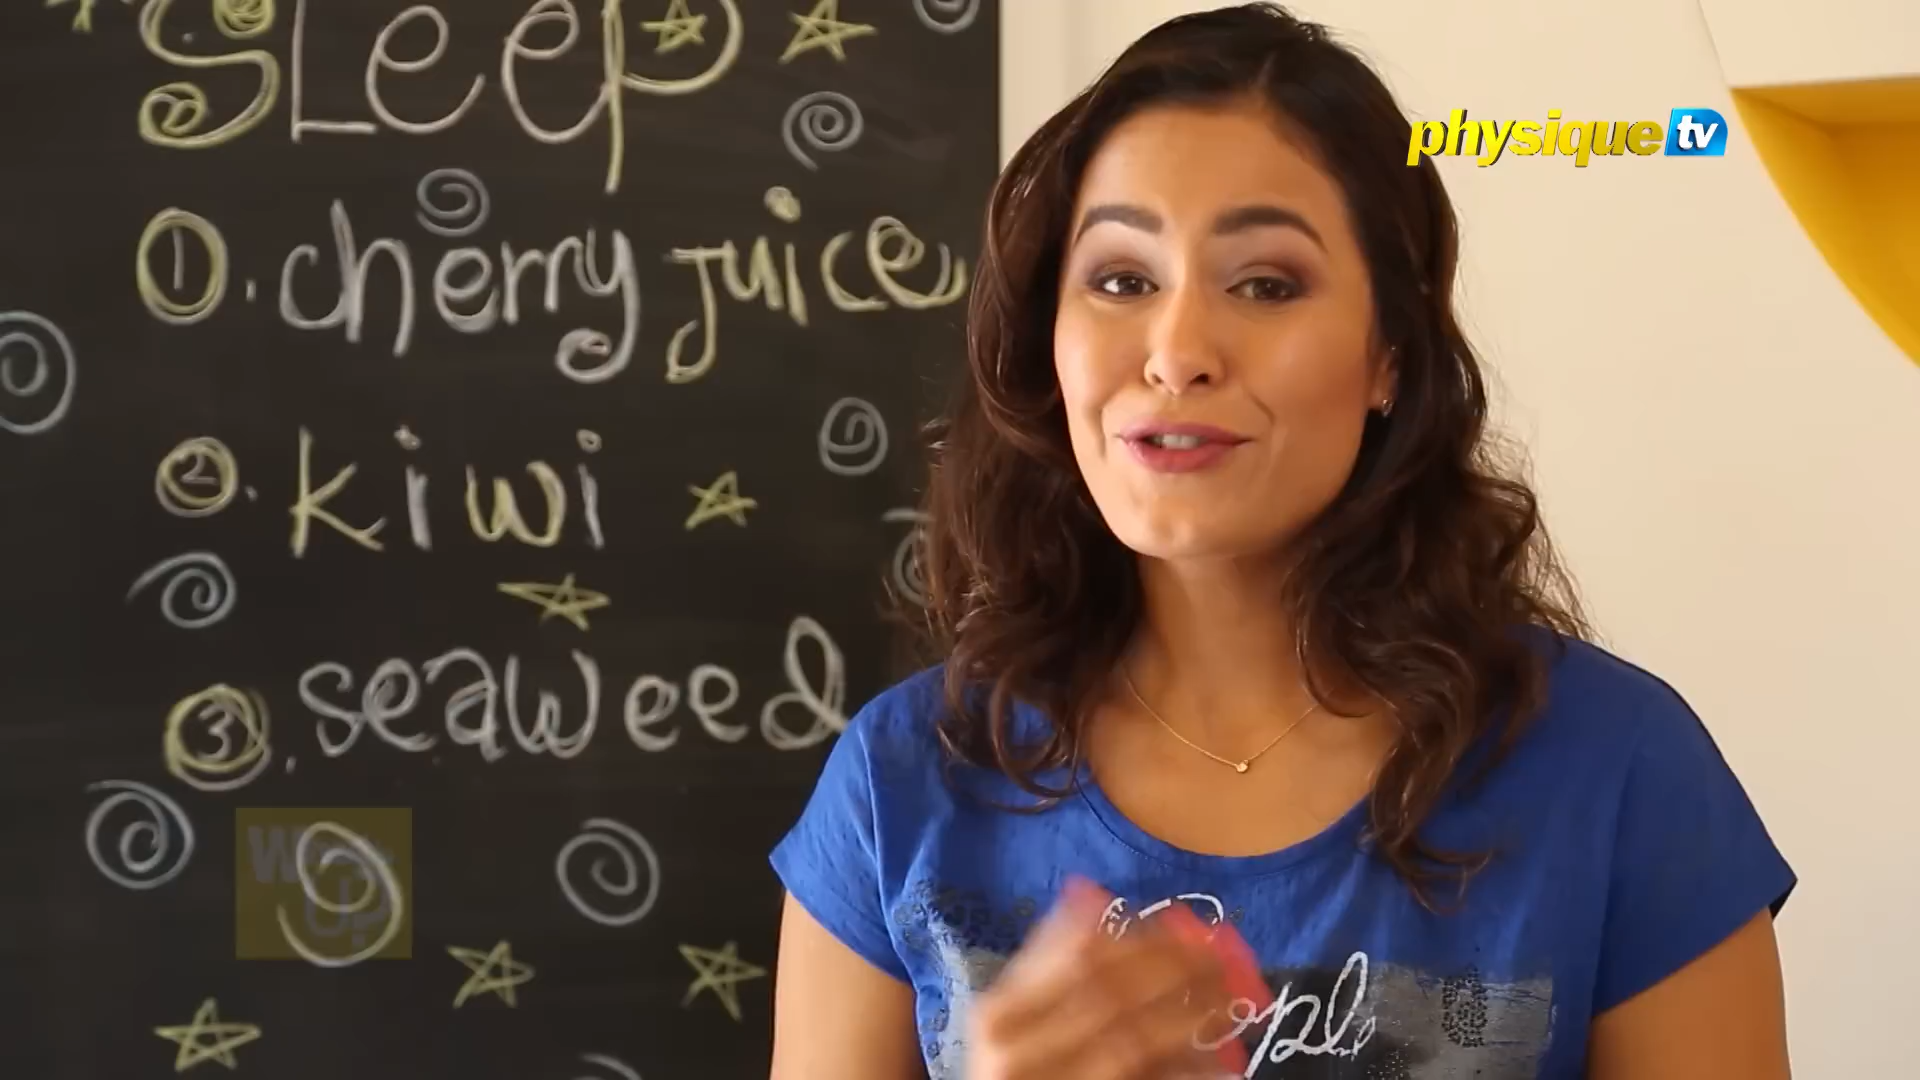 Sleep
physique tv
1. cherry juice
2. kiwi
3. seaweed